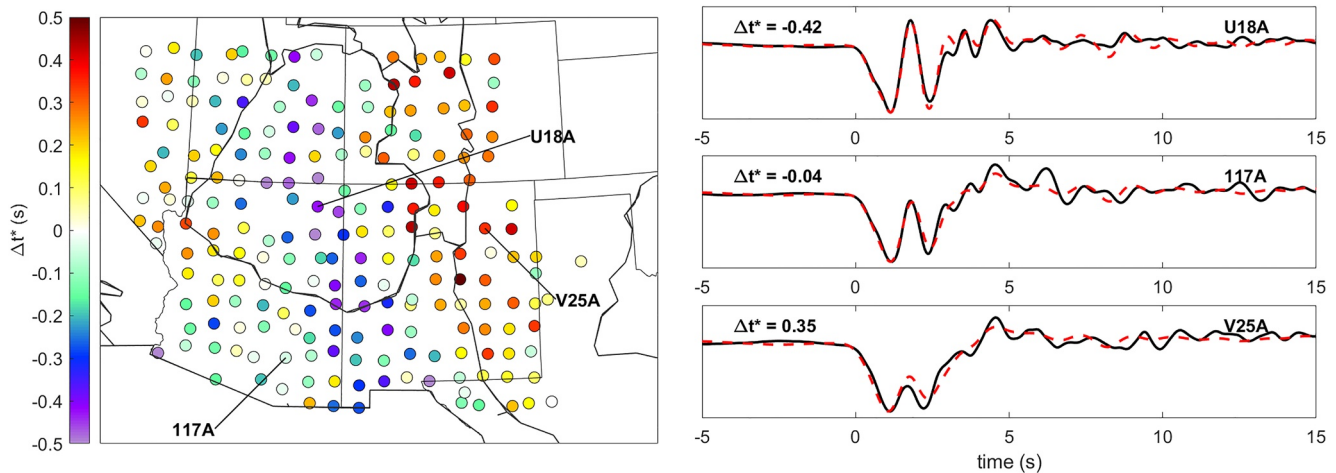 0.5
0.4
0.3
0.2
0.1
0
-0.1
-0.2
-0.3
-0.4
-0.5
Δt* (s)
U18A
V25A
117A
Δt* = -0.42
U18A
-5 0 5 10 15
Δt* = -0.04
117A
-5 0 5 10 15
Δt* = 0.35
V25A
-5 0 5 10 15
time (s)